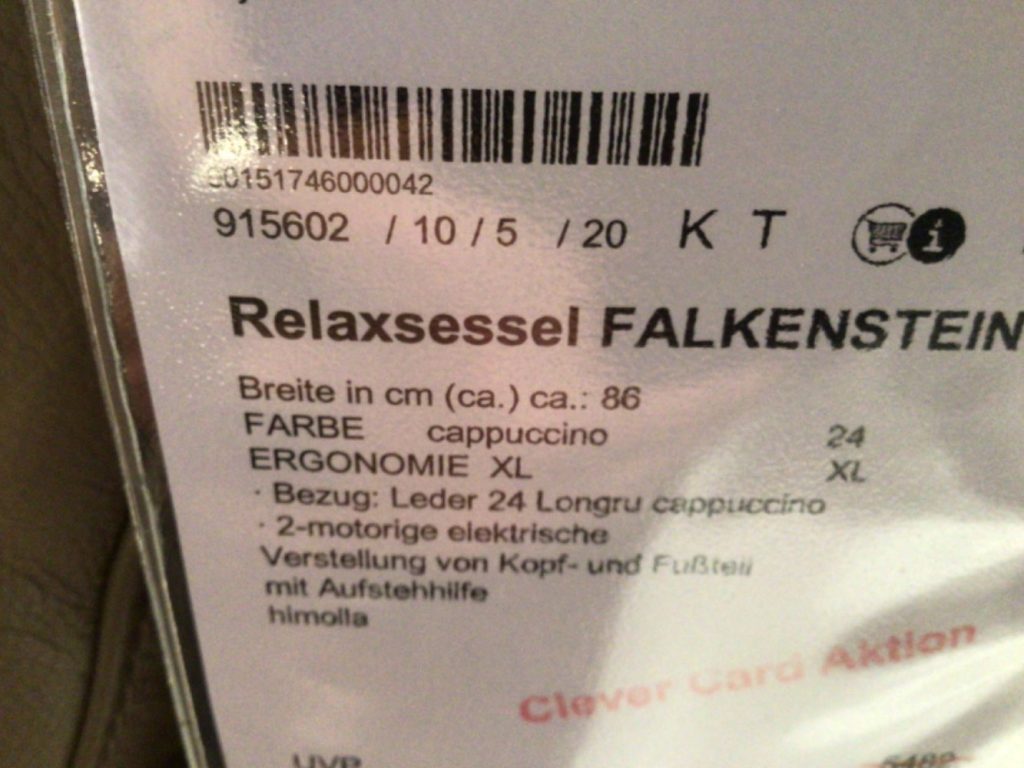 0151746000042
915602 / 10 / 5 / 20 K T
Relaxsessel FALKENSTEIN
Breite in cm (ca.) ca.: 86
FARBE cappuccino 24
ERGONOMIE XL XL
· Bezug: Leder 24 Longru cappuccino
· 2-motorige elektrische
Verstellung von Kopf- und Fußteil
mit Aufstehhilfe
himolla
Clever Card Aktion
UVP